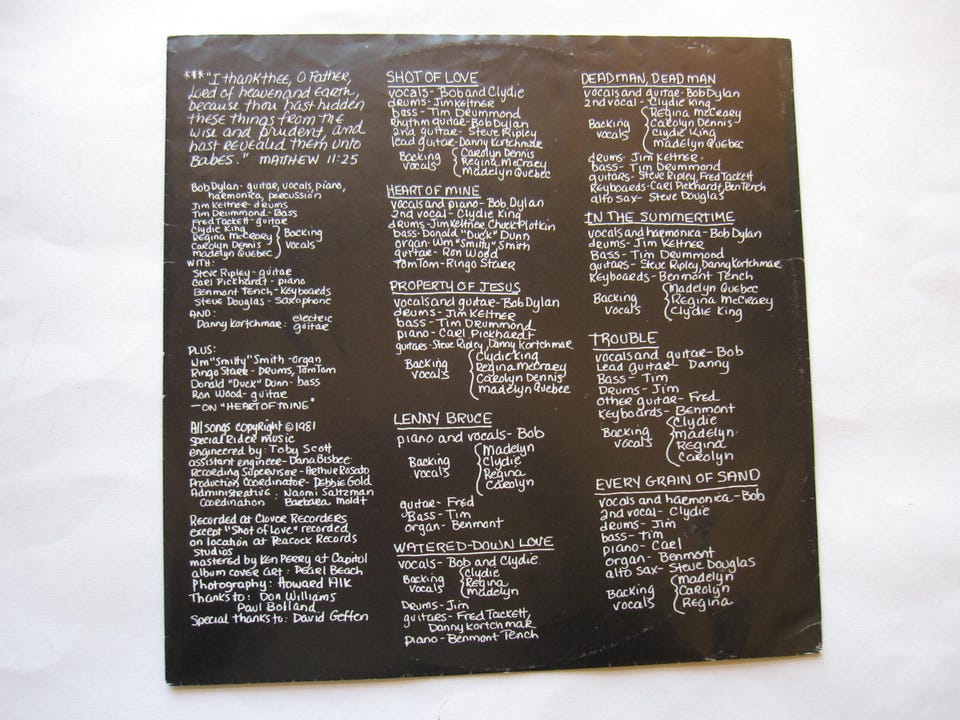 *** "I thank thee, O Father,
Lord of heaven and Earth,
because thou hast hidden
these things from the
wise and prudent, and
hast revealed them unto
Babes." MATTHEW 11:25
Bob Dylan- guitar, vocals, piano,
harmonica, percussion
Jim Keltner- drums
Tim Drummond- Bass
Fred Tackett- guitar
Clydie King
Regina McCreary
Carolyn Dennis
Madelyn Quebec
Backing
vocals
WITH:
Steve Ripley- guitar
Carl Pickhardt- piano
Benmont Tench- Keyboards
Steve Douglas- Saxophone
AND:
Danny Kortchmar: electric
guitar
PLUS:
Wm "Smitty" Smith -organ
Ringo Starr- Drums, Tom Tom
Donald "Duck" Dunn- bass
Ron Wood- guitar
—ON "HEART OF MINE"
All songs copyright ©1981
Special Rider music
engineered by: Toby Scott
assistant engineer- Dana Bisbee
Recording Supervisor- Arthur Rosato
Production Coordinator- Debbie Gold
Administrative : Naomi Saltzman
Coordination Barbara Moldt
Recorded at Clover Recorders
except "Shot of Love" recorded
on location at Peacock Records
Studios
mastered by Ken Perry at Capitol
album cover art: Pearl Beach
Photography: Howard Alk
Thanks to: Don Williams
Paul Bolland
Special thanks to: David Geffen
SHOT OF LOVE
vocals- Bob and Clydie
drums- Jim Keltner
bass- Tim Drummond
Rhythm guitar- Bob Dylan
2nd guitar- Steve Ripley
lead guitar- Danny Kortchmar
Backing
vocals
Carolyn Dennis
Regina McCraey
Madelyn Quebec
HEART OF MINE
vocals and piano- Bob Dylan
2nd vocal- Clydie King
drums- Jim Keltner, Chuck Plotkin
bass- Donald "Duck" Dunn
organ- Wm "Smitty" Smith
guitar- Ron Wood
Tom Tom- Ringo Starr
PROPERTY OF JESUS
vocals and guitar- Bob Dylan
drums- Jim Keltner
bass- Tim Drummond
piano- Carl Pickhardt
guitars- Steve Ripley, Danny Kortchmar
Backing
vocals
Clydie King
Regina McCraey
Carolyn Dennis
Madelyn Quebec
LENNY BRUCE
piano and vocals- Bob
Backing
vocals
Madelyn
Clydie
Regina
Carolyn
guitar- Fred
Bass- Tim
organ- Benmont
WATERED-DOWN LOVE
vocals- Bob and Clydie
Backing
vocals
Clydie
Regina
Madelyn
Drums- Jim
guitars- Fred Tackett,
Danny Kortchmar
piano- Benmont Tench
DEAD MAN, DEAD MAN
vocals and guitar- Bob Dylan
2nd vocal- Clydie King
Backing
vocals
Regina McCreary
Carolyn Dennis
Clydie King
Madelyn Quebec
drums- Jim Keltner
bass- Tim Drummond
guitars- Steve Ripley, Fred Tackett
Keyboards- Carl Pickhardt, Ben Tench
alto sax- Steve Douglas
IN THE SUMMERTIME
vocals and harmonica- Bob Dylan
drums- Jim Keltner
Bass- Tim Drummond
guitars- Steve Ripley, Danny Kortchmar
Keyboards- Benmont Tench
Backing
vocals
Madelyn Quebec
Regina McCreary
Clydie King
TROUBLE
vocals and guitar- Bob
Lead guitar- Danny
Bass- Tim
Drums- Jim
other guitar- Fred
Keyboards- Benmont
Backing
vocals
Clydie
Madelyn
Regina
Carolyn
EVERY GRAIN OF SAND
vocals and harmonica- Bob
2nd vocal- Clydie
drums- Jim
bass- Tim
piano- Carl
organ- Benmont
alto sax- Steve Douglas
Backing
vocals
Madelyn
Carolyn
Regina